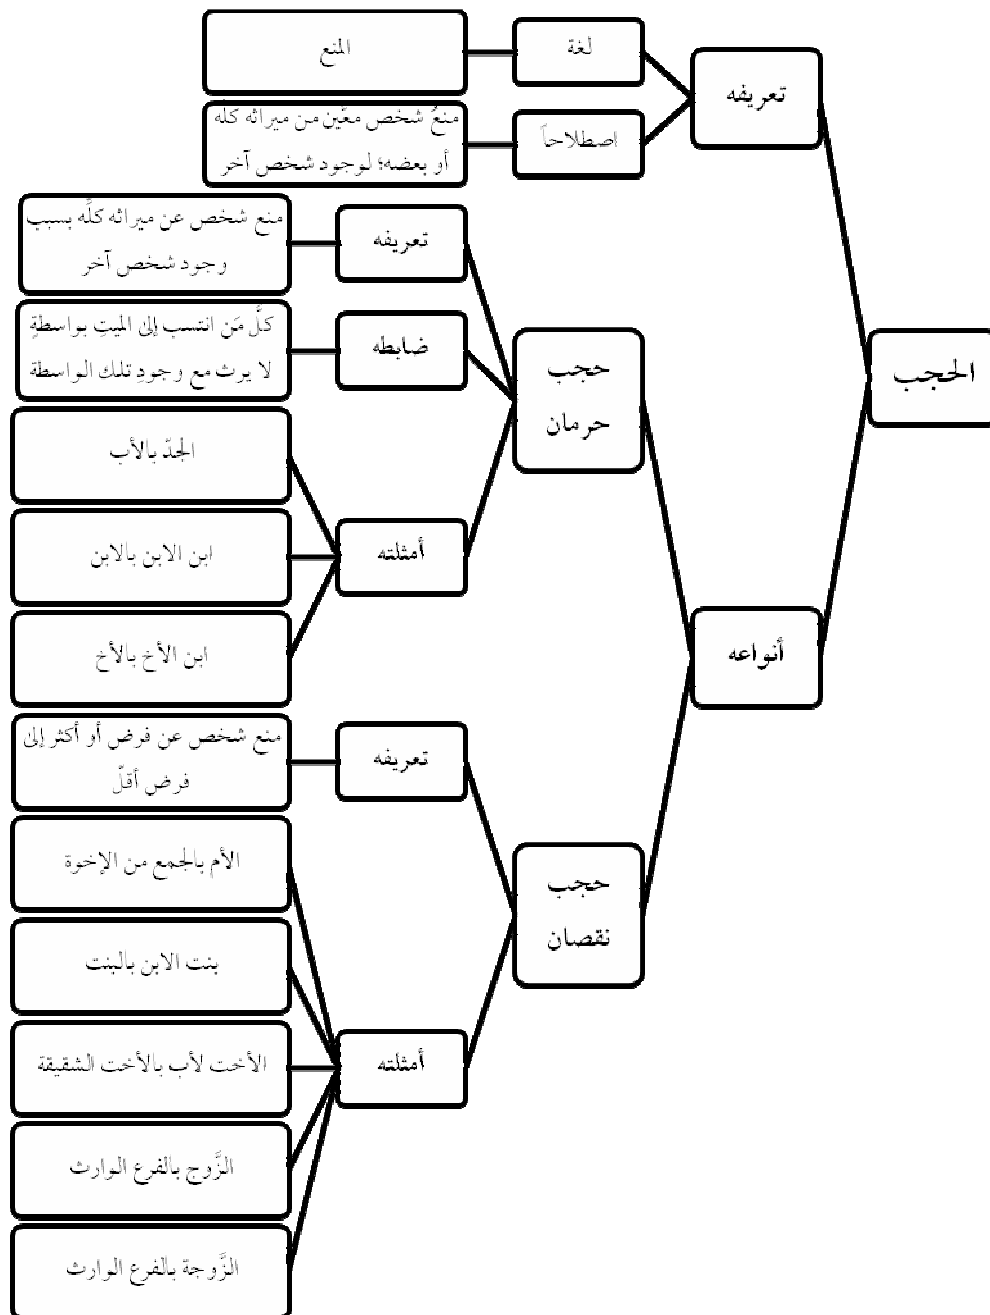 الحجب
تعريفه
لغة
المنع
اصطلاحاً
منعُ شخص معّين من ميراثه كلّه
أو بعضه؛ لوجود شخص آخر
أنواعه
حجب
حرمان
تعريفه
منع شخص عن ميراثه كلَّه بسبب
وجود شخص آخر
ضابطه
كلَّ مَن انتسب إلى الميتِ بواسطةٍ
لا يرث مع وجودِ تلك الواسطة
أمثلته
الجدّ بالأب
ابن الابن بالابن
ابن الأخ بالأخ
حجب
نقصان
تعريفه
منع شخص عن فرض أو أكثر إلى
فرضِ أقلّ
أمثلته
الأم بالجمع من الإخوة
بنت الابن بالبنت
الأخت لأب بالأخت الشقيقة
الزَّوج بالفرع الوارث
الزَّوجة بالفرع الوارث